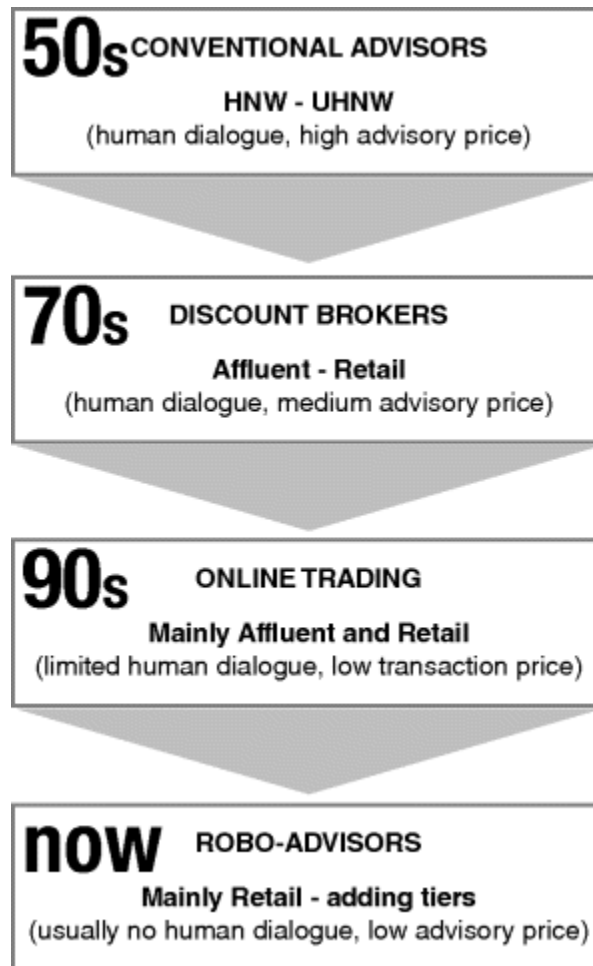 50s CONVENTIONAL ADVISORS
HNW - UHNW
(human dialogue, high advisory price)
70s DISCOUNT BROKERS
Affluent - Retail
(human dialogue, medium advisory price)
90s ONLINE TRADING
Mainly Affluent and Retail
(limited human dialogue, low transaction price)
now ROBO-ADVISORS
Mainly Retail - adding tiers
(usually no human dialogue, low advisory price)